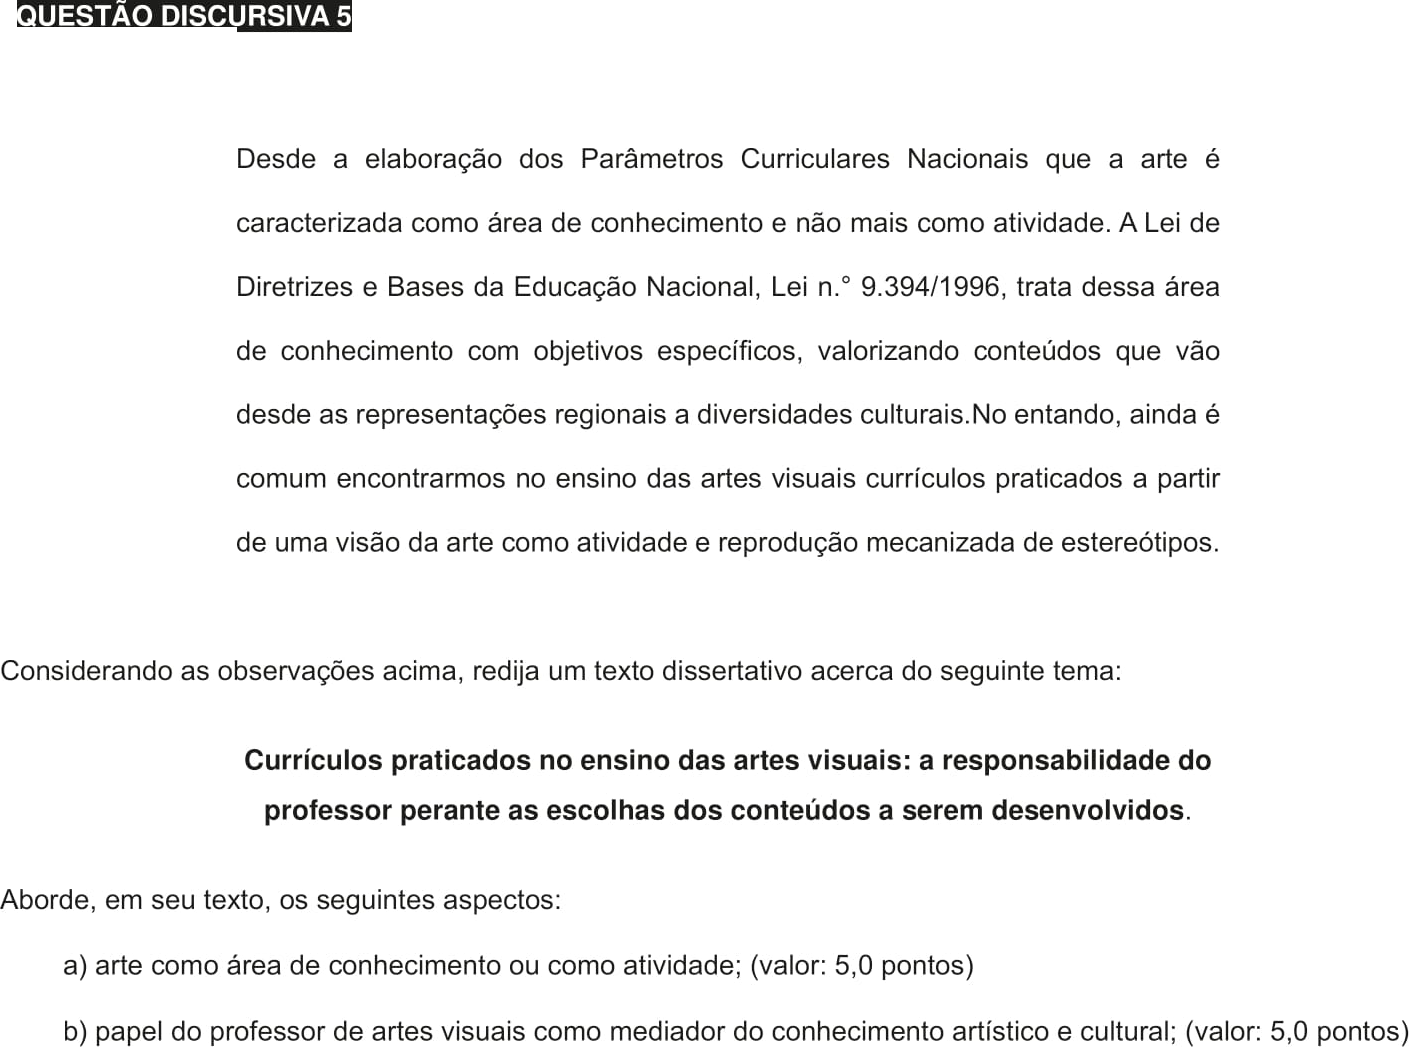 QUESTÃO DISCURSIVA 5
Desde a elaboração dos Parâmetros Curriculares Nacionais que a arte é
caracterizada como área de conhecimento e não mais como atividade. A Lei de
Diretrizes e Bases da Educação Nacional, Lei n.° 9.394/1996, trata dessa área
de conhecimento com objetivos específicos, valorizando conteúdos que vão
desde as representações regionais a diversidades culturais.No entando, ainda é
comum encontrarmos no ensino das artes visuais currículos praticados a partir
de uma visão da arte como atividade e reprodução mecanizada de estereótipos.
Considerando as observações acima, redija um texto dissertativo acerca do seguinte tema:
Currículos praticados no ensino das artes visuais: a responsabilidade do
professor perante as escolhas dos conteúdos a serem desenvolvidos.
Aborde, em seu texto, os seguintes aspectos:
a) arte como área de conhecimento ou como atividade; (valor: 5,0 pontos)
b) papel do professor de artes visuais como mediador do conhecimento artístico e cultural; (valor: 5,0 pontos)